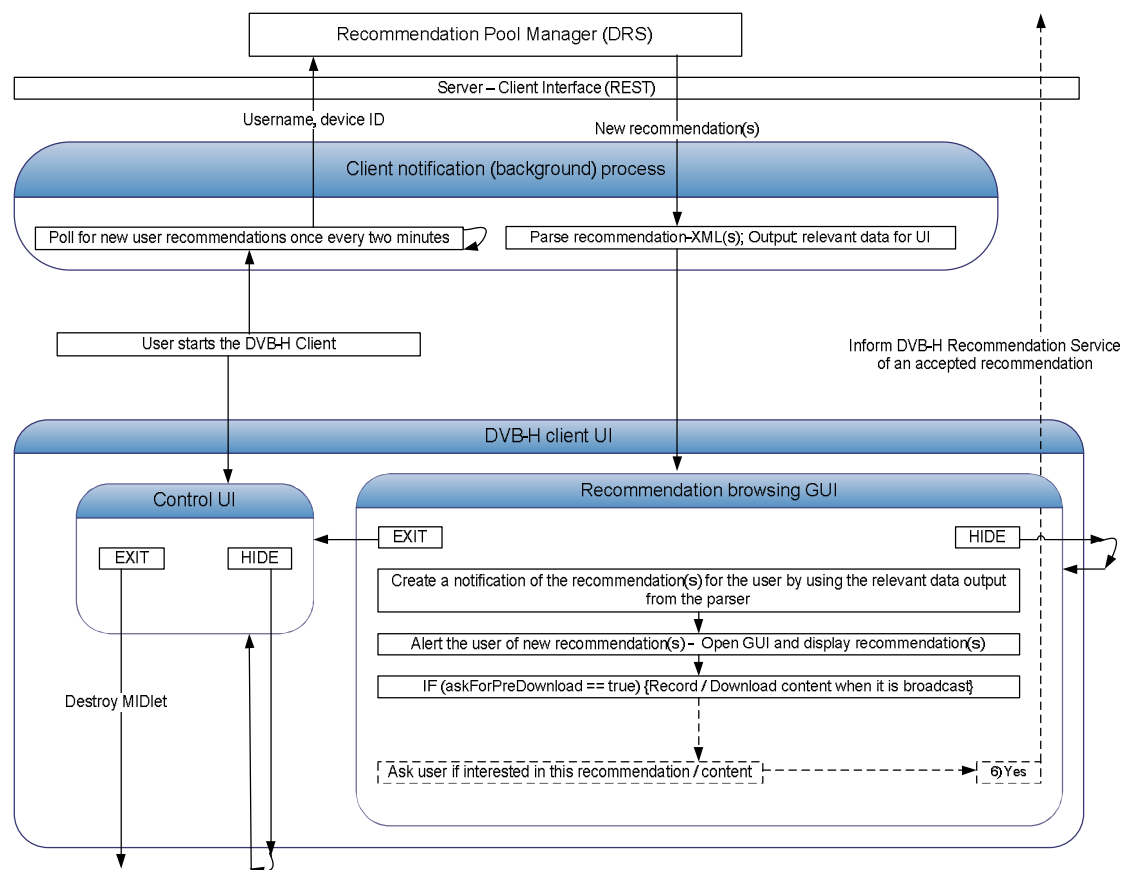 Recommendation Pool Manager (DRS)
Server – Client Interface (REST)
Username, device ID
New recommendation(s)
Client notification (background) process
Poll for new user recommendations once every two minutes
Parse recommendation-XML(s); Output: relevant data for UI
User starts the DVB-H Client
Inform DVB-H Recommendation Service
of an accepted recommendation
DVB-H client UI
Control UI
Recommendation browsing GUI
EXIT
HIDE
EXIT
HIDE
Create a notification of the recommendation(s) for the user by using the relevant data output
from the parser
Alert the user of new recommendation(s) – Open GUI and display recommendation(s)
IF (askForPreDownload == true) {Record / Download content when it is broadcast}
Destroy MIDlet
Ask user if interested in this recommendation / content
6) Yes